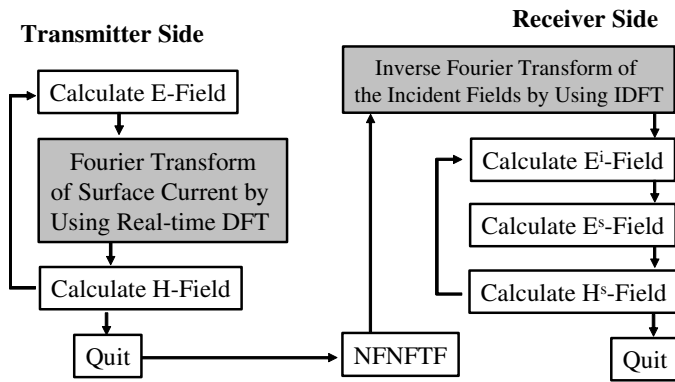 Transmitter Side
Calculate E-Field
Fourier Transform
of Surface Current by
Using Real-time DFT
Calculate H-Field
Quit
NFNFTF
Receiver Side
Inverse Fourier Transform of
the Incident Fields by Using IDFT
Calculate Eⁱ-Field
Calculate Eˢ-Field
Calculate Hˢ-Field
Quit